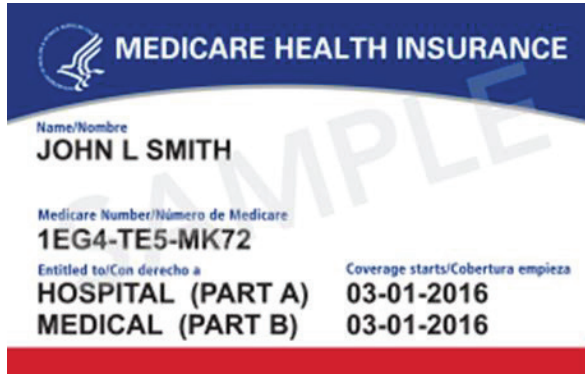 MEDICARE HEALTH INSURANCE
SAMPLE
Name/Nombre
JOHN L SMITH
Medicare Number/Número de Medicare
1EG4-TE5-MK72
Entitled to/Con derecho a Coverage starts/Cobertura empieza
HOSPITAL (PART A) 03-01-2016
MEDICAL (PART B) 03-01-2016